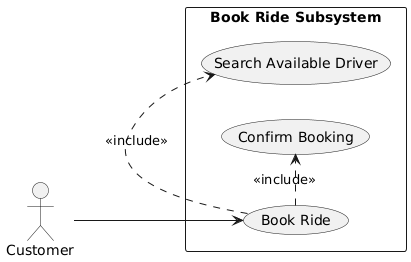 Book Ride Subsystem
Search Available Driver
«include»
Confirm Booking
«include»
Book Ride
Customer